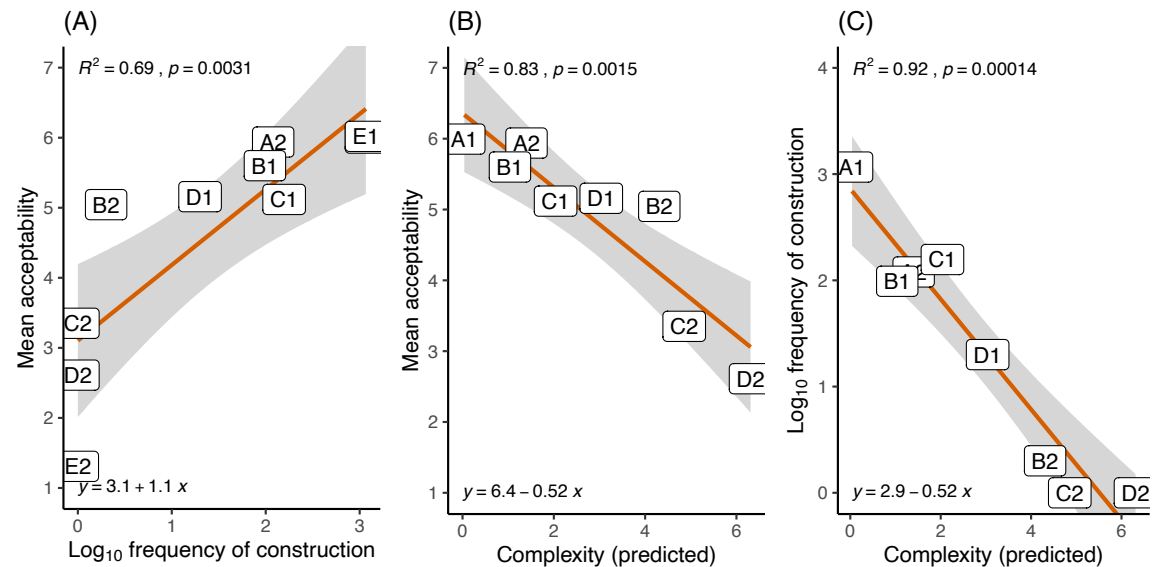 (A)
R² = 0.69 , p = 0.0031
7
6
5
4
3
2
1
Mean acceptability
A2
E1
B1
D1
C1
B2
C2
D2
E2
y = 3.1 + 1.1 x
0 1 2 3
Log₁₀ frequency of construction
(B)
R² = 0.83 , p = 0.0015
7
6
5
4
3
2
1
Mean acceptability
A1
A2
B1
C1
D1
B2
C2
D2
y = 6.4 − 0.52 x
0 2 4 6
Complexity (predicted)
(C)
R² = 0.92 , p = 0.00014
4
3
2
1
0
Log₁₀ frequency of construction
A1
C1
B1
D1
B2
C2
D2
y = 2.9 − 0.52 x
0 2 4 6
Complexity (predicted)